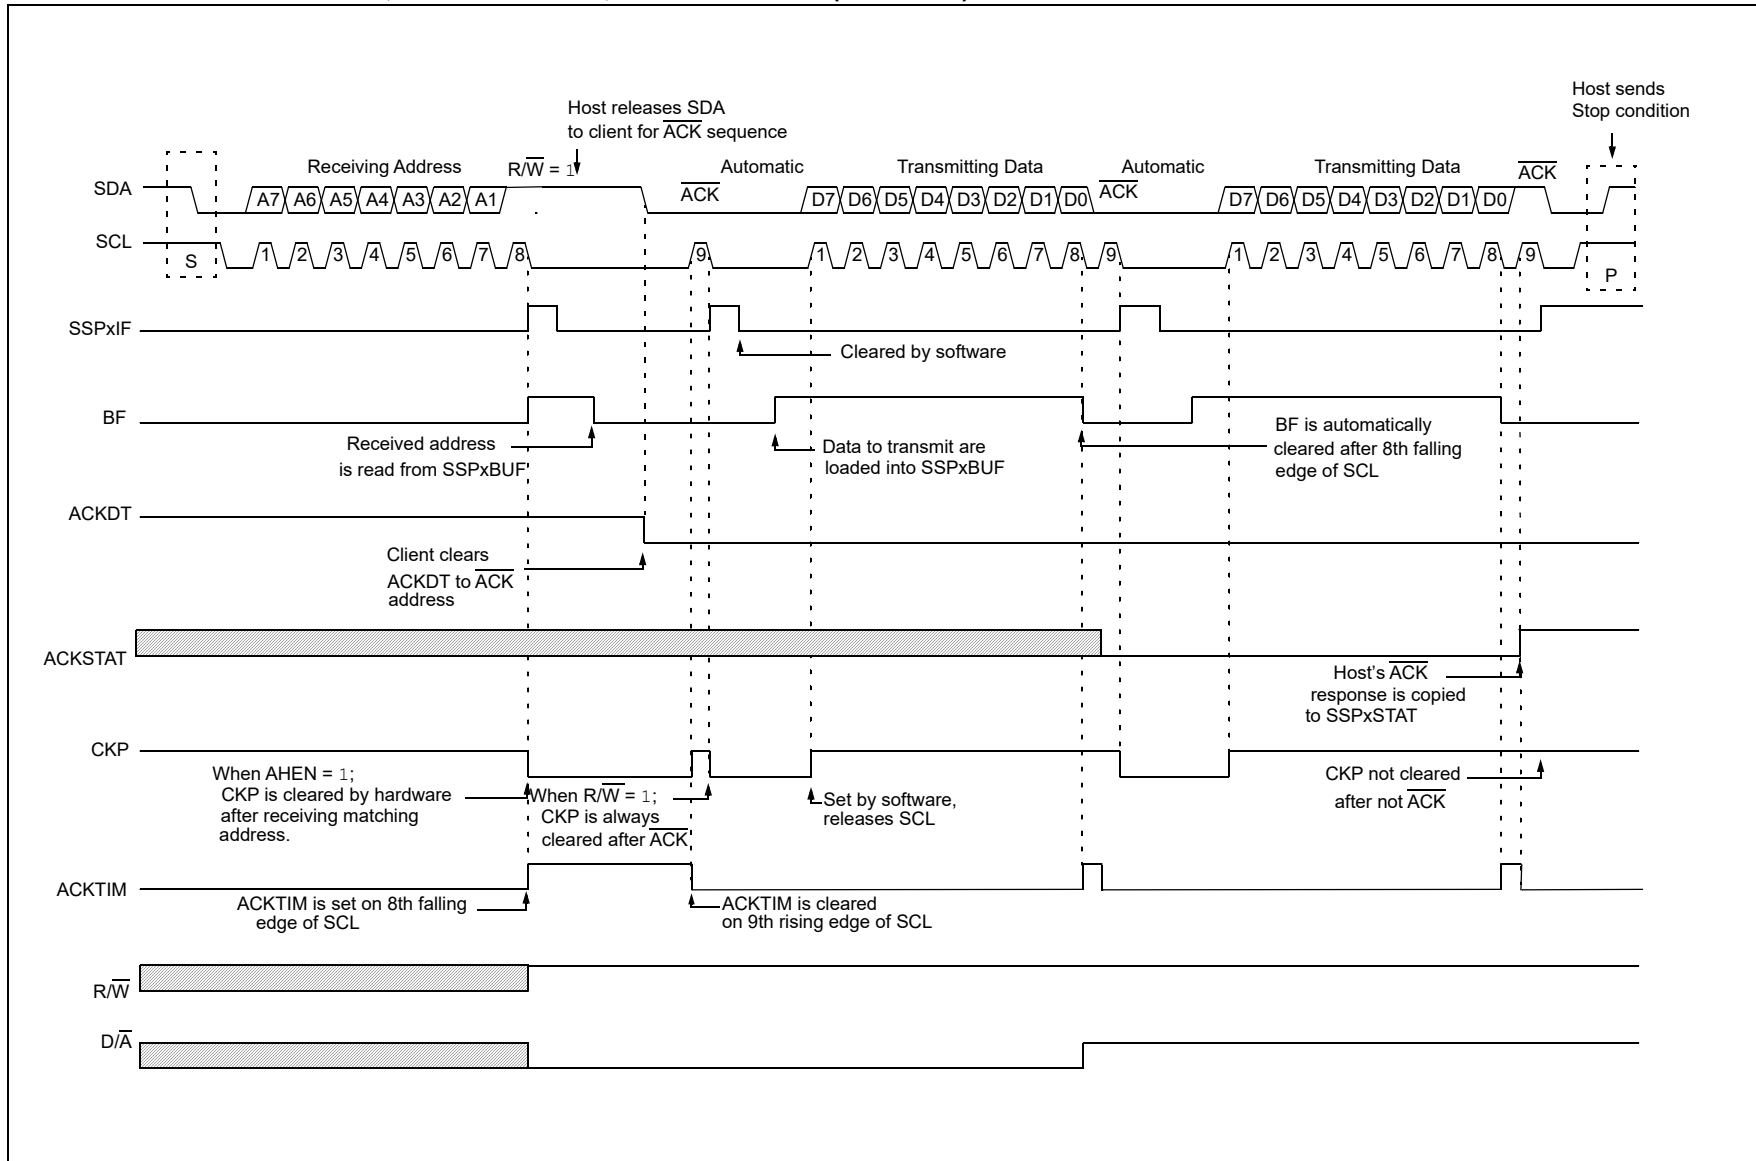 Host sends
Stop condition
Host releases SDA
to client for ACK sequence
Receiving Address
R/W = 1
Automatic
Transmitting Data
Automatic
Transmitting Data
ACK
SDA
A7 A6 A5 A4 A3 A2 A1
ACK
D7 D6 D5 D4 D3 D2 D1 D0
ACK
D7 D6 D5 D4 D3 D2 D1 D0
SCL
S
1 2 3 4 5 6 7 8 9 1 2 3 4 5 6 7 8 9 1 2 3 4 5 6 7 8 9
P
SSPxIF
Cleared by software
BF
Received address
is read from SSPxBUF
Data to transmit are
loaded into SSPxBUF
BF is automatically
cleared after 8th falling
edge of SCL
ACKDT
Client clears
ACKDT to ACK
address
ACKSTAT
Host's ACK
response is copied
to SSPxSTAT
CKP
When AHEN = 1;
CKP is cleared by hardware
after receiving matching
address.
When R/W = 1;
CKP is always
cleared after ACK
Set by software,
releases SCL
CKP not cleared
after not ACK
ACKTIM
ACKTIM is set on 8th falling
edge of SCL
ACKTIM is cleared
on 9th rising edge of SCL
R/W
D/A